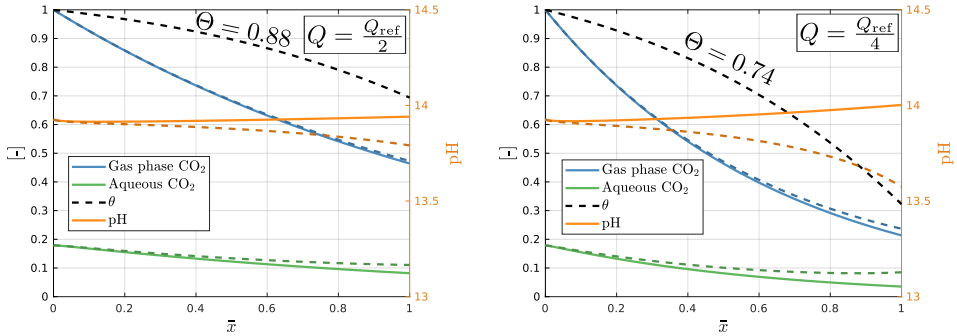 Θ = 0.88
Q = Q_ref/2
1
0.9
0.8
0.7
0.6
0.5
0.4
0.3
0.2
0.1
0
[-]
Gas phase CO₂
Aqueous CO₂
θ
pH
14.5
14
13.5
13
pH
0 0.2 0.4 0.6 0.8 1
x̄
Θ = 0.74
Q = Q_ref/4
1
0.9
0.8
0.7
0.6
0.5
0.4
0.3
0.2
0.1
0
[-]
Gas phase CO₂
Aqueous CO₂
θ
pH
14.5
14
13.5
13
pH
0 0.2 0.4 0.6 0.8 1
x̄